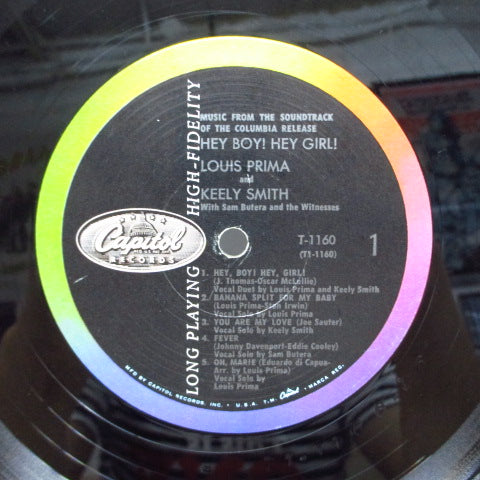 MUSIC FROM THE SOUNDTRACK
OF THE COLUMBIA RELEASE
HEY BOY! HEY GIRL!
LOUIS PRIMA
and
KEELY SMITH
With Sam Butera and the Witnesses
LONG PLAYING HIGH-FIDELITY
Capitol
RECORDS
T-1160
(T1-1160)
1
1. HEY, BOY! HEY, GIRL!
(J. Thomas-Oscar McLollie)
Vocal Duet by Louis Prima and Keely Smith
2. BANANA SPLIT FOR MY BABY
(Louis Prima-Stan Irwin)
Vocal Solo by Louis Prima
3. YOU ARE MY LOVE (Joe Sauter)
Vocal Solo by Keely Smith
4. FEVER
(Johnny Davenport-Eddie Cooley)
Vocal Solo by Sam Butera
5. OH, MARIE (Eduardo di Capua-
Arr. by Louis Prima)
Vocal Solo by
Louis Prima
MFD BY CAPITOL RECORDS, INC. • U.S.A. T.M. Capitol • MARCA REG.